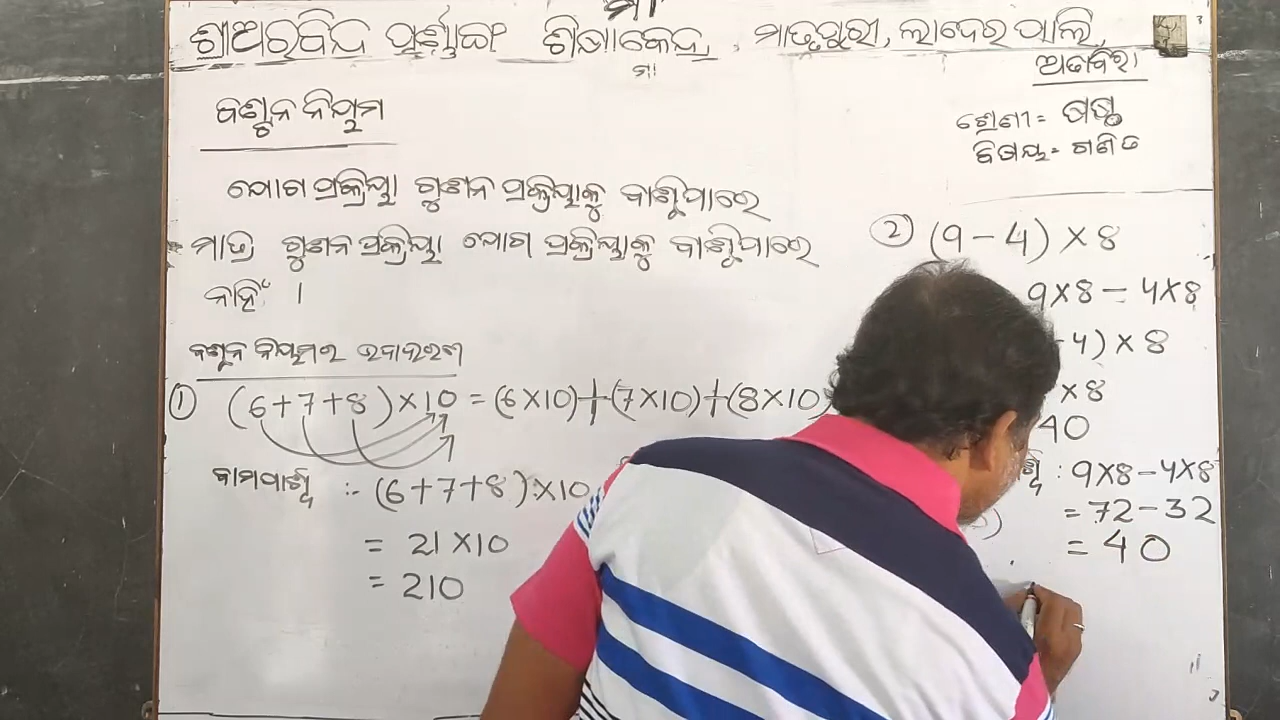 ମା
ଶ୍ରୀଅରବିନ୍ଦ ପୂର୍ଣ୍ଣାଙ୍ଗ ଶିକ୍ଷାକେନ୍ଦ୍ର, ମାତୃପୁରୀ, ଲାଦେରପାଲି,
ମା
ଅତାବିରା
ବଣ୍ଟନ ନିୟମ
ଶ୍ରେଣୀ = ଷଷ୍ଠ
ବିଷୟ = ଗଣିତ
ଯୋଗ ପ୍ରକ୍ରିୟା ଗୁଣନ ପ୍ରକ୍ରିୟାକୁ ବାଣ୍ଟିପାରେ
ମାତ୍ର ଗୁଣନ ପ୍ରକ୍ରିୟା ଯୋଗ ପ୍ରକ୍ରିୟାକୁ ବାଣ୍ଟିପାରେ
ନାହିଁ ।
ବଣ୍ଟନ ନିୟମର ଉଦାହରଣ
① (6+7+8)×10 = (6×10)+(7×10)+(8×10)
ବାମପାର୍ଶ୍ୱ :- (6+7+8)×10
= 21×10
= 210
② (9-4)×8
9×8 - 4×8
4)×8
×8
40
: 9×8-4×8
= 72-32
= 40